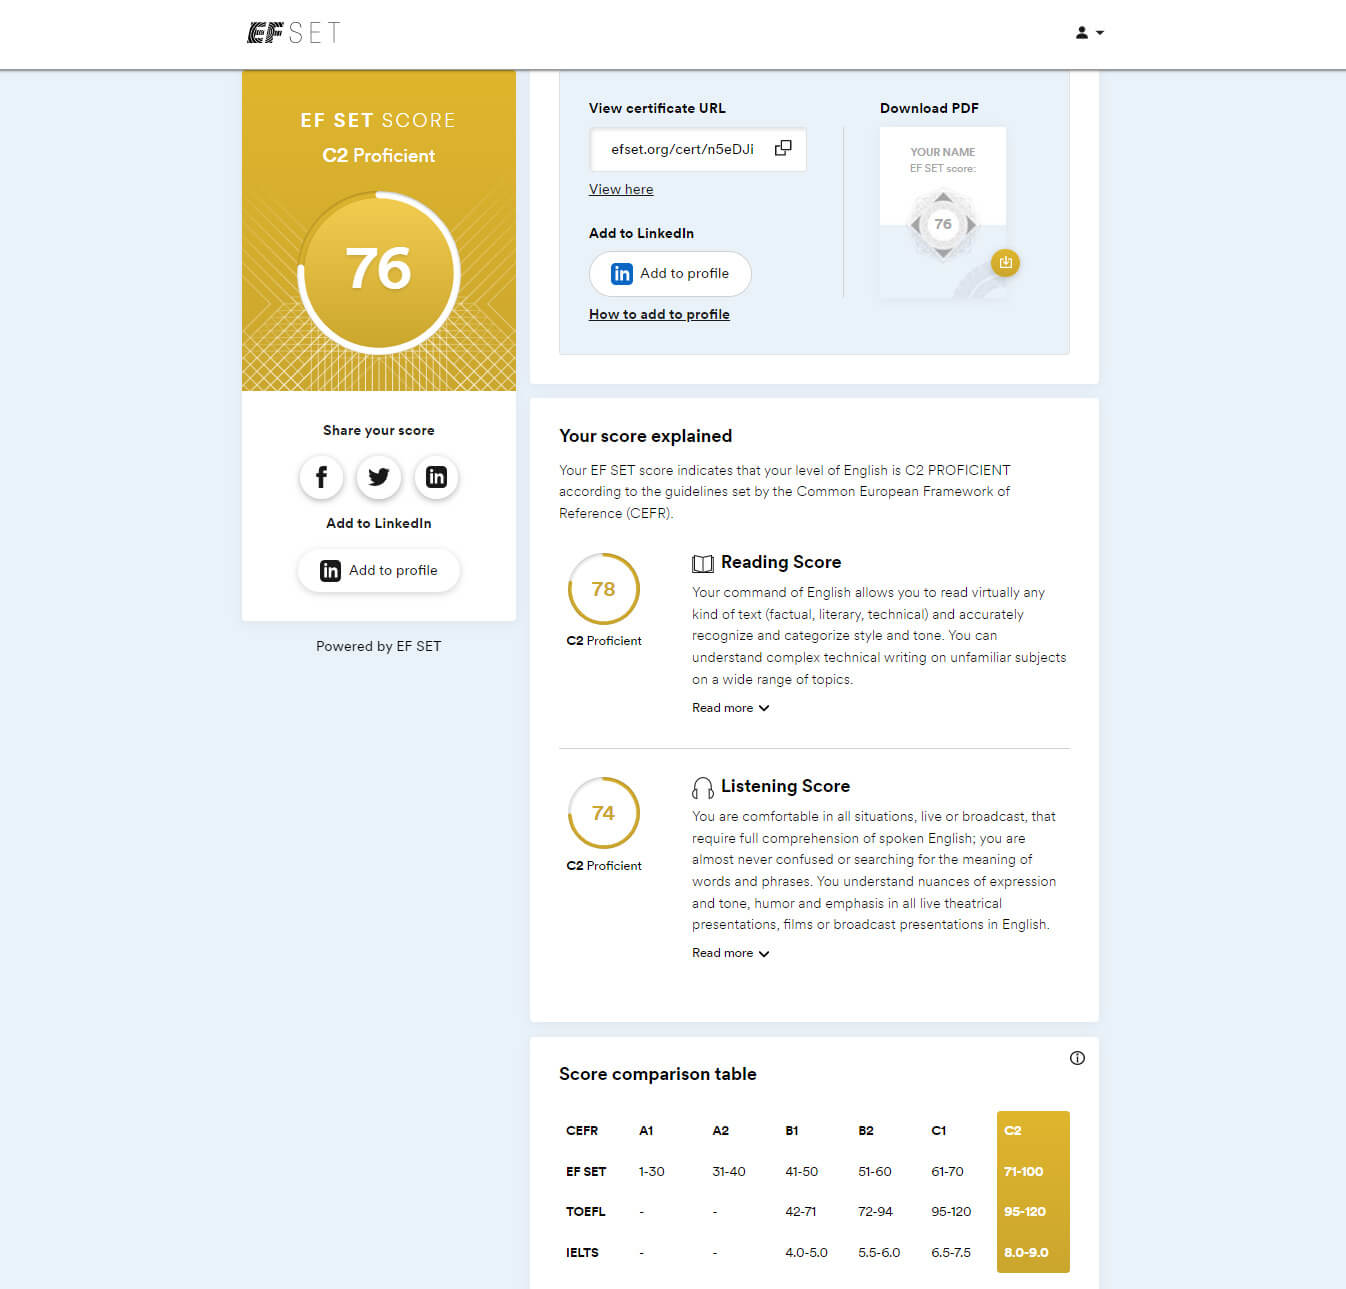 EF SET
EF SET SCORE
C2 Proficient
76
Share your score
Add to LinkedIn
in Add to profile
Powered by EF SET
View certificate URL
efset.org/cert/n5eDJi
View here
Add to LinkedIn
in Add to profile
How to add to profile
Download PDF
YOUR NAME
EF SET score:
76
Your score explained
Your EF SET score indicates that your level of English is C2 PROFICIENT
according to the guidelines set by the Common European Framework of
Reference (CEFR).
78
C2 Proficient
Reading Score
Your command of English allows you to read virtually any
kind of text (factual, literary, technical) and accurately
recognize and categorize style and tone. You can
understand complex technical writing on unfamiliar subjects
on a wide range of topics.
Read more
74
C2 Proficient
Listening Score
You are comfortable in all situations, live or broadcast, that
require full comprehension of spoken English; you are
almost never confused or searching for the meaning of
words and phrases. You understand nuances of expression
and tone, humor and emphasis in all live theatrical
presentations, films or broadcast presentations in English.
Read more
Score comparison table
CEFR A1 A2 B1 B2 C1 C2
EF SET 1-30 31-40 41-50 51-60 61-70 71-100
TOEFL - - 42-71 72-94 95-120 95-120
IELTS - - 4.0-5.0 5.5-6.0 6.5-7.5 8.0-9.0